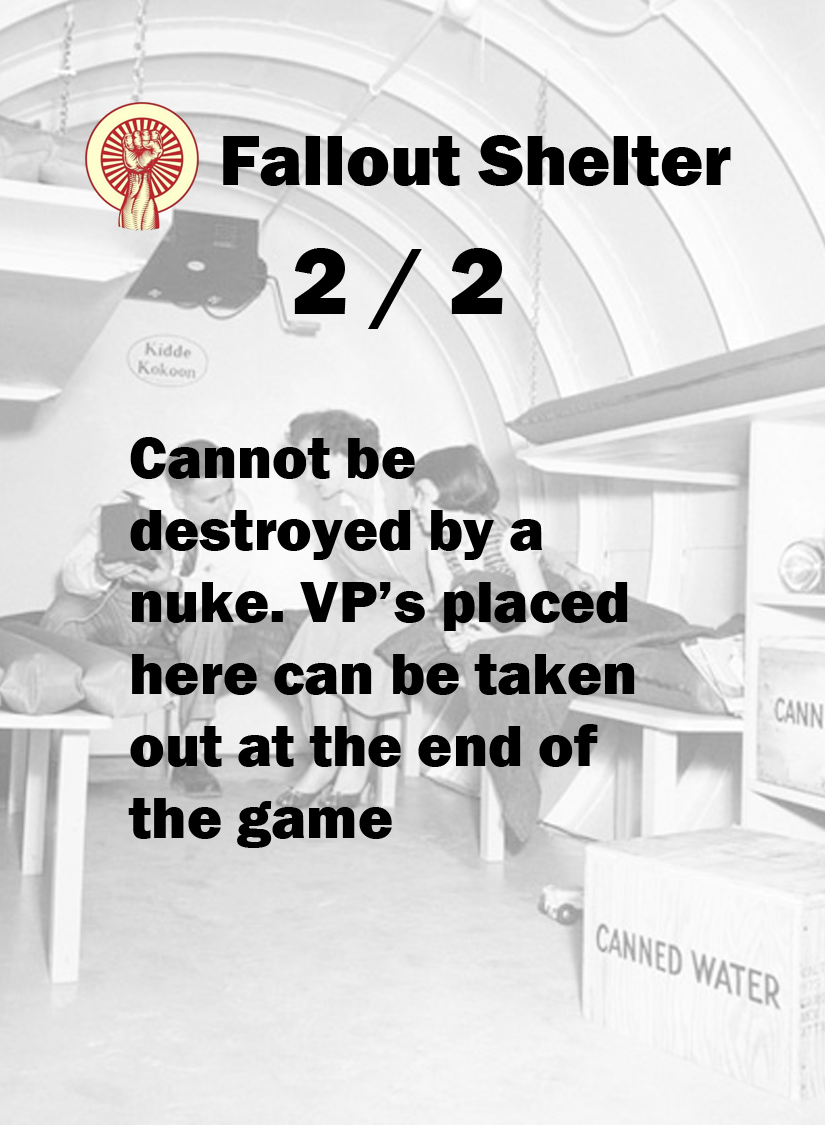 Fallout Shelter
2 / 2
Kidde
Kokoon
Cannot be
destroyed by a
nuke. VP’s placed
here can be taken
out at the end of
the game
CANN
CANNED WATER